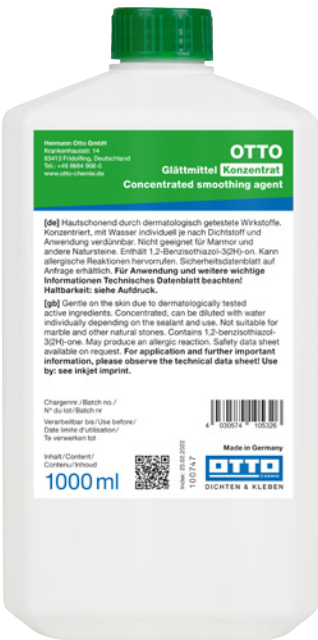 Hermann Otto GmbH
Krankenhausstr. 14
83413 Fridolfing, Deutschland
Tel.: +49 8684 908-0
www.otto-chemie.de
OTTO
Glättmittel Konzentrat
Concentrated smoothing agent
[de] Hautschonend durch dermatologisch getestete Wirkstoffe.
Konzentriert, mit Wasser individuell je nach Dichtstoff und
Anwendung verdünnbar. Nicht geeignet für Marmor und
andere Natursteine. Enthält 1,2-Benzisothiazol-3(2H)-on. Kann
allergische Reaktionen hervorrufen. Sicherheitsdatenblatt auf
Anfrage erhältlich. Für Anwendung und weitere wichtige
Informationen Technisches Datenblatt beachten!
Haltbarkeit: siehe Aufdruck.
[gb] Gentle on the skin due to dermatologically tested
active ingredients. Concentrated, can be diluted with water
individually depending on the sealant and use. Not suitable for
marble and other natural stones. Contains 1,2-benzisothiazol-
3(2H)-one. May produce an allergic reaction. Safety data sheet
available on request. For application and further important
information, please observe the technical data sheet! Use
by: see inkjet imprint.
Chargennr./Batch no./
N° du lot/Batch nr
Verarbeitbar bis/Use before/
Date limite d'utilisation/
Te verwerken tot
Inhalt/Content/
Contenu/Inhoud
1000 ml
Index: 25.02.2022
100747
4 030574 105326
Made in Germany
OTTO
CHEMIE
DICHTEN & KLEBEN